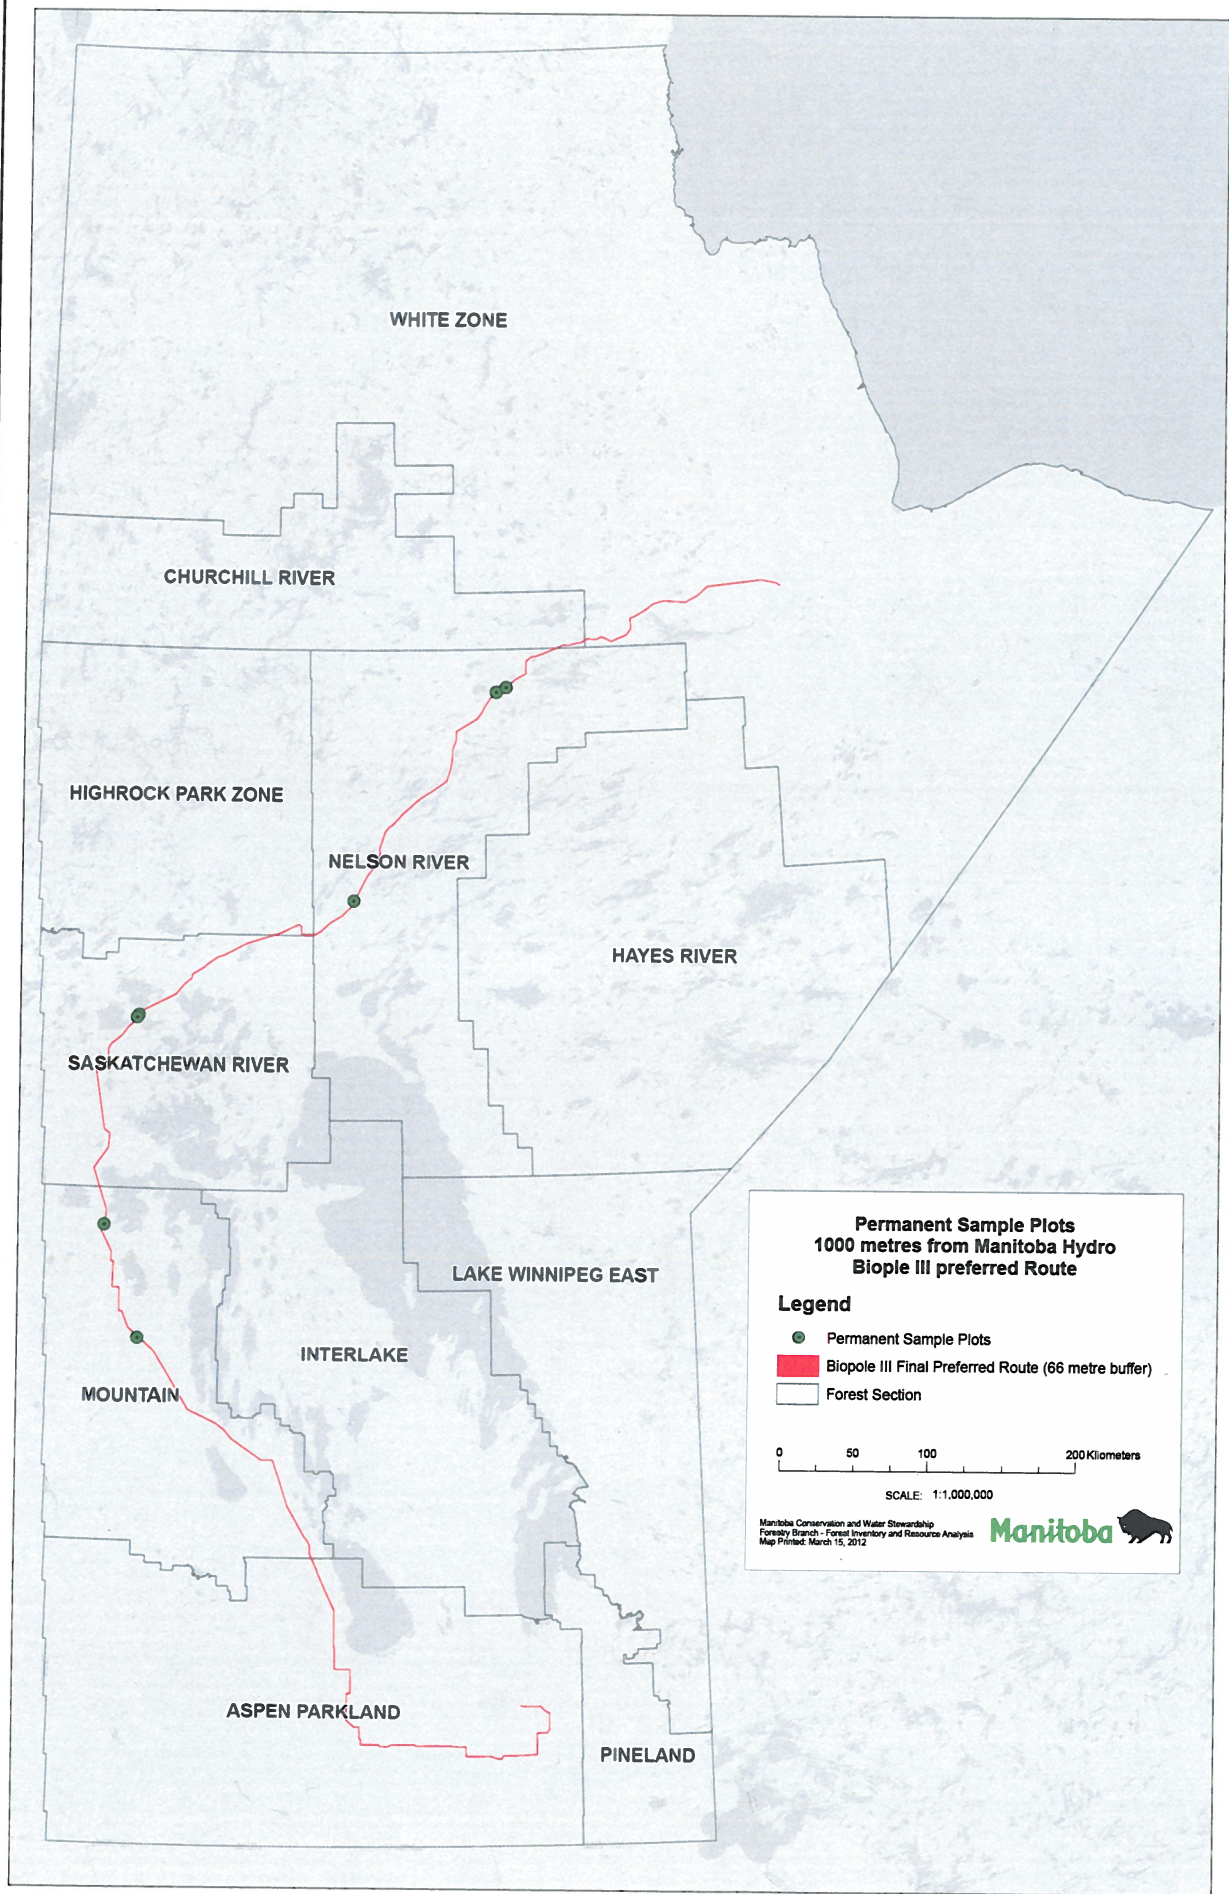 WHITE ZONE
CHURCHILL RIVER
HIGHROCK PARK ZONE
NELSON RIVER
HAYES RIVER
SASKATCHEWAN RIVER
LAKE WINNIPEG EAST
INTERLAKE
MOUNTAIN
ASPEN PARKLAND
PINELAND
Permanent Sample Plots
1000 metres from Manitoba Hydro
Biople III preferred Route
Legend
Permanent Sample Plots
Biopole III Final Preferred Route (66 metre buffer)
Forest Section
0 50 100 200 Kilometers
SCALE: 1:1,000,000
Manitoba Conservation and Water Stewardship
Forestry Branch - Forest Inventory and Resource Analysis
Map Printed: March 15, 2012
Manitoba